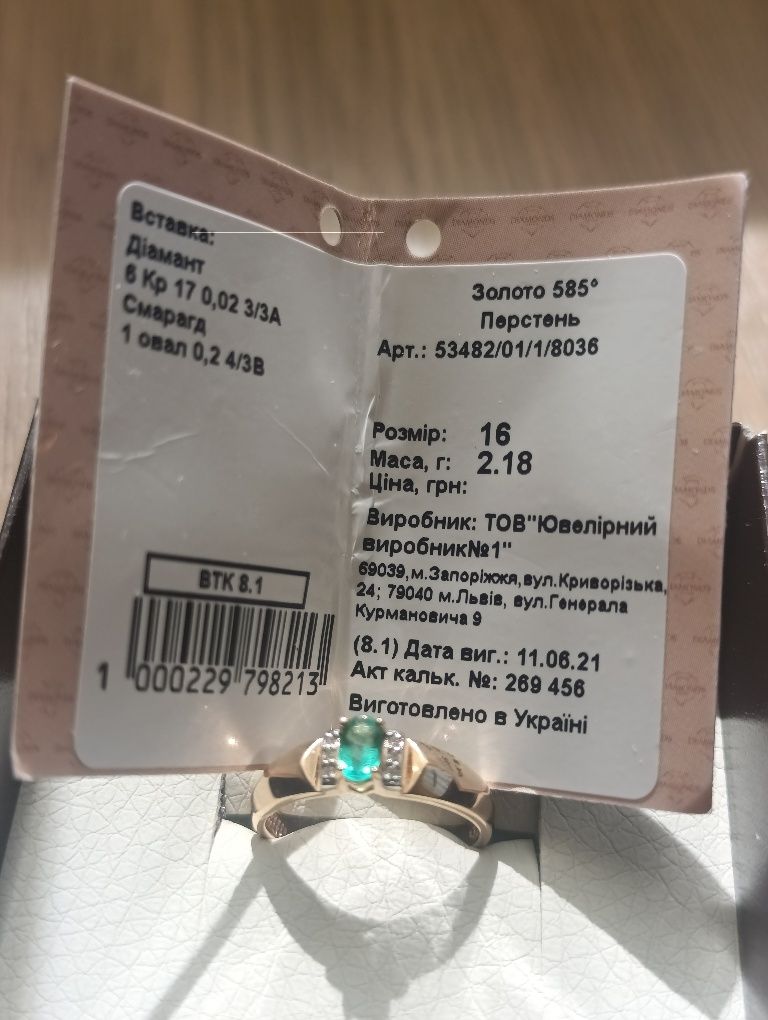 Вставка:
Діамант
6 Кр 17 0,02 3/3А
Смарагд
1 овал 0,2 4/3В
ВТК 8.1
1 000229 798213
Золото 585°
Перстень
Арт.: 53482/01/1/8036
Розмір: 16
Маса, г: 2.18
Ціна, грн:
Виробник: ТОВ"Ювелірний
виробник№1"
69039, м.Запоріжжя, вул.Криворізька,
24; 79040 м.Львів, вул.Генерала
Курмановича 9
(8.1) Дата виг.: 11.06.21
Акт кальк. №: 269 456
Виготовлено в Україні
DIAMONDS DIAMONDS DIAMONDS